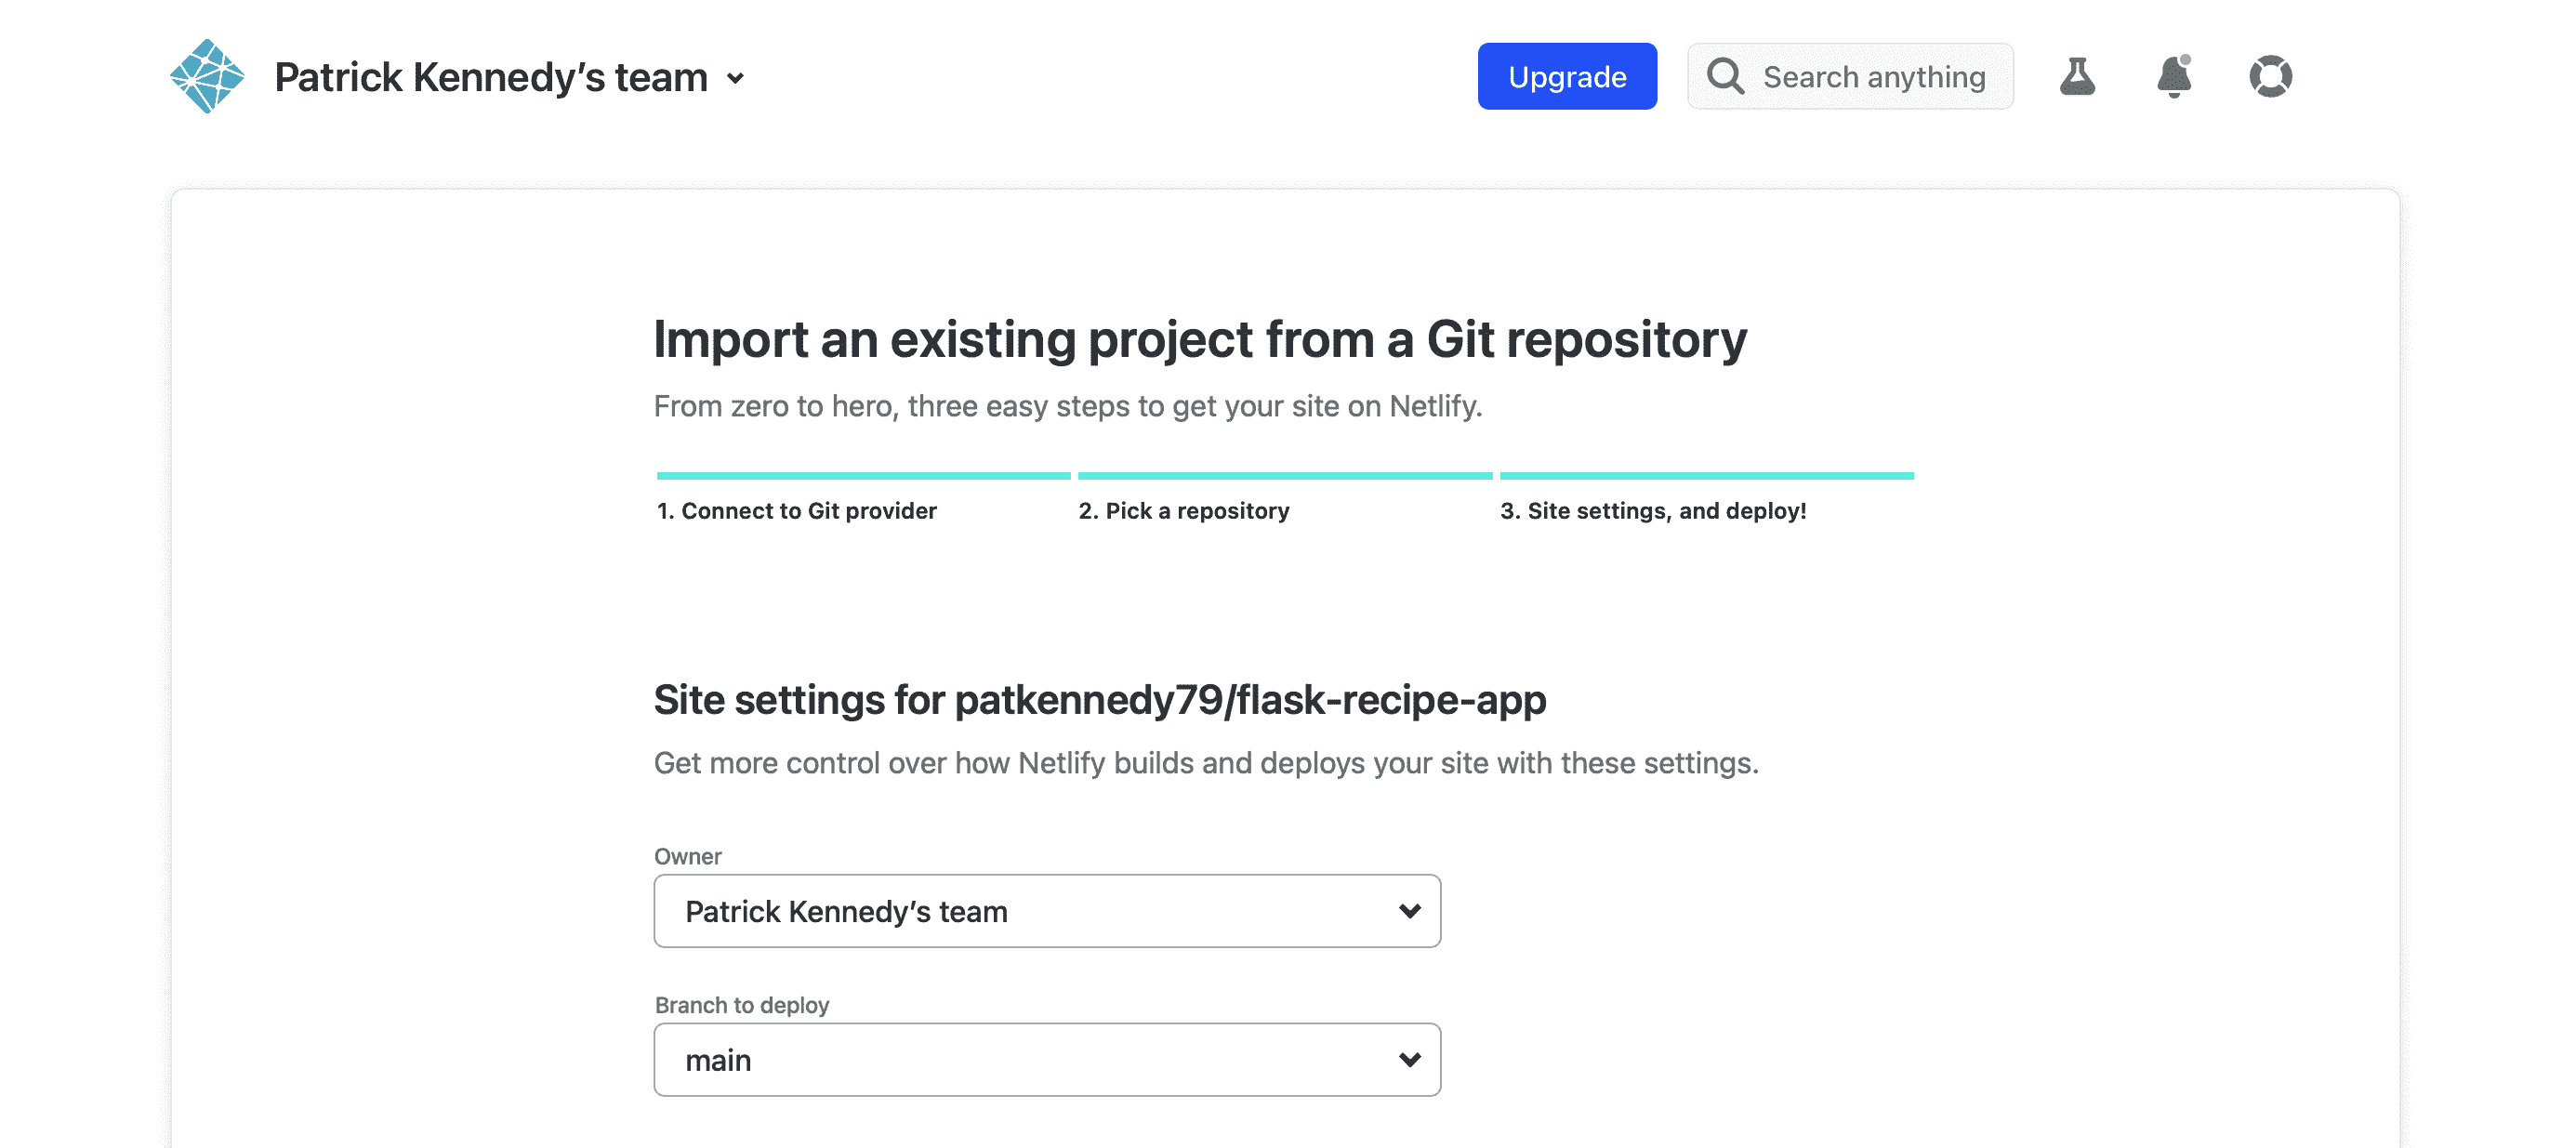 Patrick Kennedy’s team
Upgrade
Search anything
Import an existing project from a Git repository
From zero to hero, three easy steps to get your site on Netlify.
1. Connect to Git provider
2. Pick a repository
3. Site settings, and deploy!
Site settings for patkennedy79/flask-recipe-app
Get more control over how Netlify builds and deploys your site with these settings.
Owner
Patrick Kennedy’s team
Branch to deploy
main